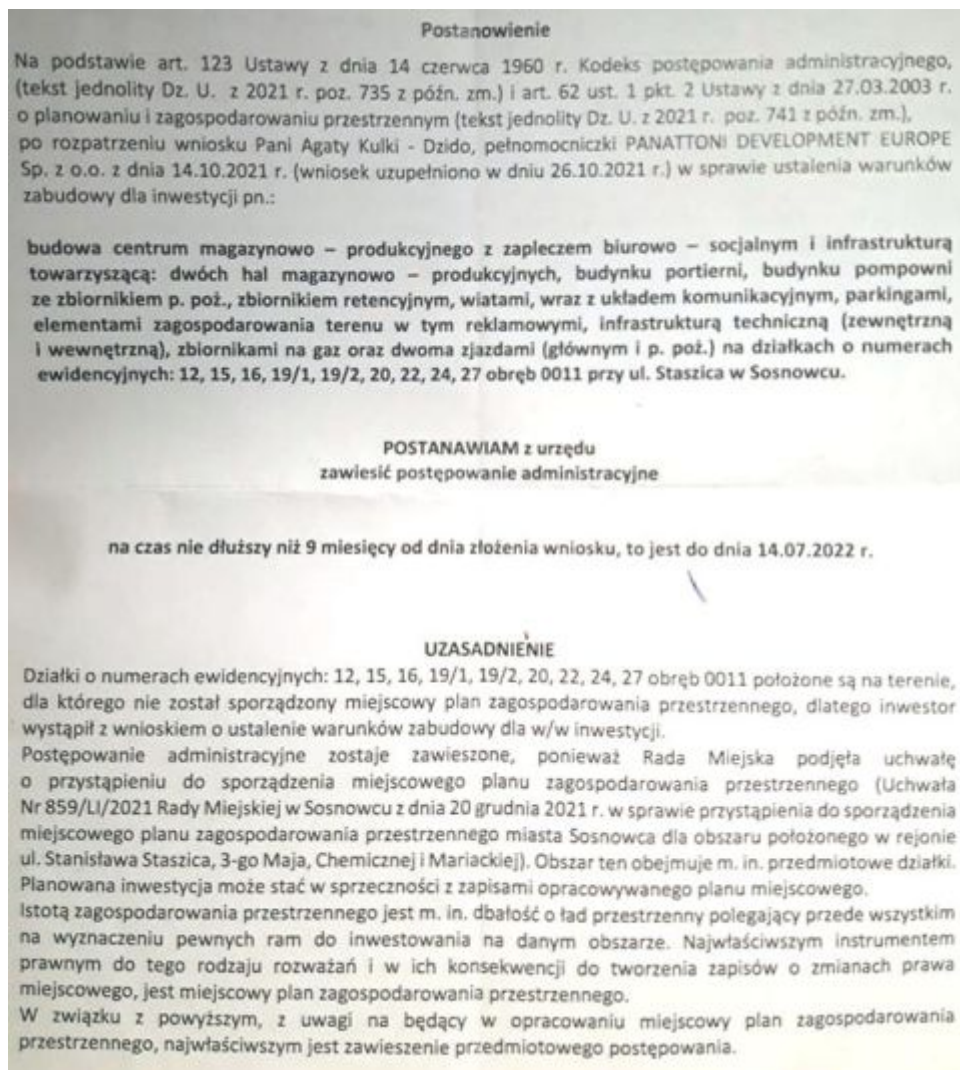 Postanowienie
Na podstawie art. 123 Ustawy z dnia 14 czerwca 1960 r. Kodeks postępowania administracyjnego,
(tekst jednolity Dz. U. z 2021 r. poz. 735 z późn. zm.) i art. 62 ust. 1 pkt. 2 Ustawy z dnia 27.03.2003 r.
o planowaniu i zagospodarowaniu przestrzennym (tekst jednolity Dz. U. z 2021 r. poz. 741 z późn. zm.),
po rozpatrzeniu wniosku Pani Agaty Kulki - Dzido, pełnomocniczki PANATTONI DEVELOPMENT EUROPE
Sp. z o.o. z dnia 14.10.2021 r. (wniosek uzupełniono w dniu 26.10.2021 r.) w sprawie ustalenia warunków
zabudowy dla inwestycji pn.:
budowa centrum magazynowo – produkcyjnego z zapleczem biurowo – socjalnym i infrastrukturą
towarzyszącą: dwóch hal magazynowo – produkcyjnych, budynku portierni, budynku pompowni
ze zbiornikiem p. poż., zbiornikiem retencyjnym, wiatami, wraz z układem komunikacyjnym, parkingami,
elementami zagospodarowania terenu w tym reklamowymi, infrastrukturą techniczną (zewnętrzną
i wewnętrzną), zbiornikami na gaz oraz dwoma zjazdami (głównym i p. poż.) na działkach o numerach
ewidencyjnych: 12, 15, 16, 19/1, 19/2, 20, 22, 24, 27 obręb 0011 przy ul. Staszica w Sosnowcu.
POSTANAWIAM z urzędu
zawiesić postępowanie administracyjne
na czas nie dłuższy niż 9 miesięcy od dnia złożenia wniosku, to jest do dnia 14.07.2022 r.
UZASADNIENIE
Działki o numerach ewidencyjnych: 12, 15, 16, 19/1, 19/2, 20, 22, 24, 27 obręb 0011 położone są na terenie,
dla którego nie został sporządzony miejscowy plan zagospodarowania przestrzennego, dlatego inwestor
wystąpił z wnioskiem o ustalenie warunków zabudowy dla w/w inwestycji.
Postępowanie administracyjne zostaje zawieszone, ponieważ Rada Miejska podjęła uchwałę
o przystąpieniu do sporządzenia miejscowego planu zagospodarowania przestrzennego (Uchwała
Nr 859/LI/2021 Rady Miejskiej w Sosnowcu z dnia 20 grudnia 2021 r. w sprawie przystąpienia do sporządzenia
miejscowego planu zagospodarowania przestrzennego miasta Sosnowca dla obszaru położonego w rejonie
ul. Stanisława Staszica, 3-go Maja, Chemicznej i Mariackiej). Obszar ten obejmuje m. in. przedmiotowe działki.
Planowana inwestycja może stać w sprzeczności z zapisami opracowywanego planu miejscowego.
Istotą zagospodarowania przestrzennego jest m. in. dbałość o ład przestrzenny polegający przede wszystkim
na wyznaczeniu pewnych ram do inwestowania na danym obszarze. Najwłaściwszym instrumentem
prawnym do tego rodzaju rozważań i w ich konsekwencji do tworzenia zapisów o zmianach prawa
miejscowego, jest miejscowy plan zagospodarowania przestrzennego.
W związku z powyższym, z uwagi na będący w opracowaniu miejscowy plan zagospodarowania
przestrzennego, najwłaściwszym jest zawieszenie przedmiotowego postępowania.